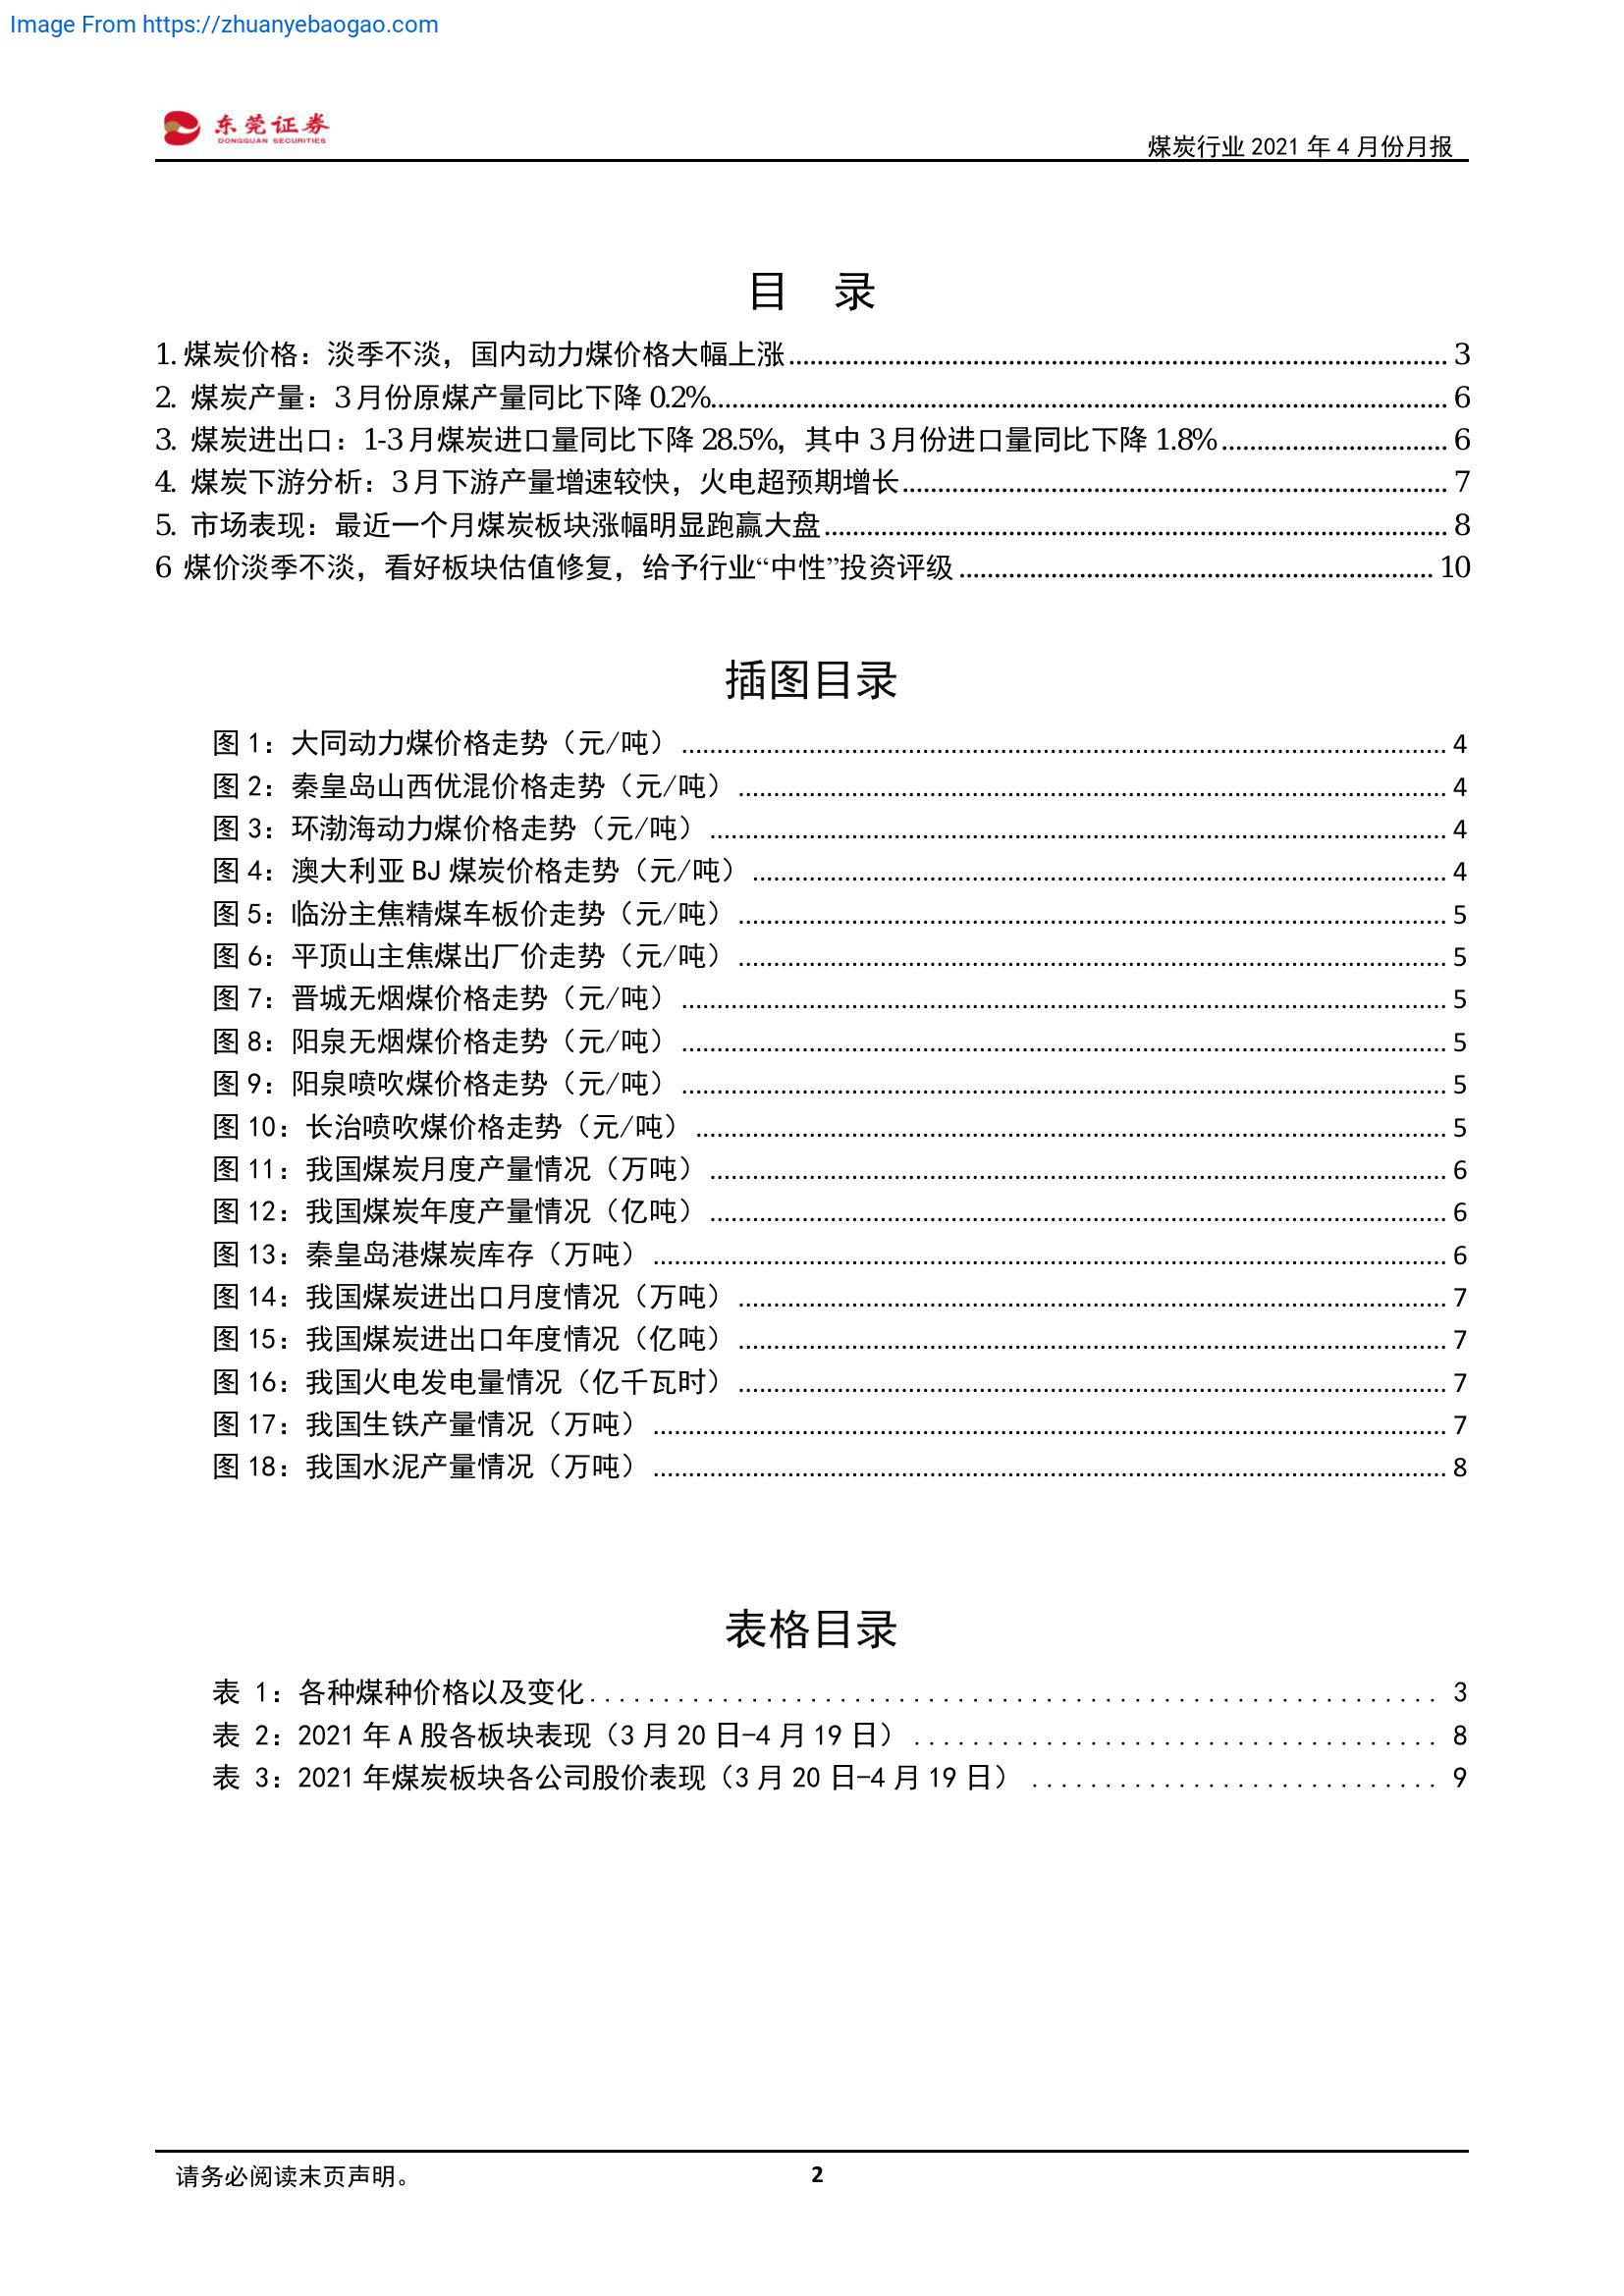 Image From https://zhuanyebaogao.com
东莞证券
DONGGUAN SECURITIES
煤炭行业 2021 年 4 月份月报
目 录
1. 煤炭价格：淡季不淡，国内动力煤价格大幅上涨........ 3
2. 煤炭产量：3 月份原煤产量同比下降 0.2%........ 6
3. 煤炭进出口：1-3 月煤炭进口量同比下降 28.5%，其中 3 月份进口量同比下降 1.8%........ 6
4. 煤炭下游分析：3 月下游产量增速较快，火电超预期增长........ 7
5. 市场表现：最近一个月煤炭板块涨幅明显跑赢大盘........ 8
6 煤价淡季不淡，看好板块估值修复，给予行业“中性”投资评级........ 10
插图目录
图 1：大同动力煤价格走势（元/吨）........ 4
图 2：秦皇岛山西优混价格走势（元/吨）........ 4
图 3：环渤海动力煤价格走势（元/吨）........ 4
图 4：澳大利亚 BJ 煤炭价格走势（元/吨）........ 4
图 5：临汾主焦精煤车板价走势（元/吨）........ 5
图 6：平顶山主焦煤出厂价走势（元/吨）........ 5
图 7：晋城无烟煤价格走势（元/吨）........ 5
图 8：阳泉无烟煤价格走势（元/吨）........ 5
图 9：阳泉喷吹煤价格走势（元/吨）........ 5
图 10：长治喷吹煤价格走势（元/吨）........ 5
图 11：我国煤炭月度产量情况（万吨）........ 6
图 12：我国煤炭年度产量情况（亿吨）........ 6
图 13：秦皇岛港煤炭库存（万吨）........ 6
图 14：我国煤炭进出口月度情况（万吨）........ 7
图 15：我国煤炭进出口年度情况（亿吨）........ 7
图 16：我国火电发电量情况（亿千瓦时）........ 7
图 17：我国生铁产量情况（万吨）........ 7
图 18：我国水泥产量情况（万吨）........ 8
表格目录
表 1：各种煤种价格以及变化........ 3
表 2：2021 年 A 股各板块表现（3 月 20 日-4 月 19 日）........ 8
表 3：2021 年煤炭板块各公司股价表现（3 月 20 日-4 月 19 日）........ 9
请务必阅读末页声明。
2